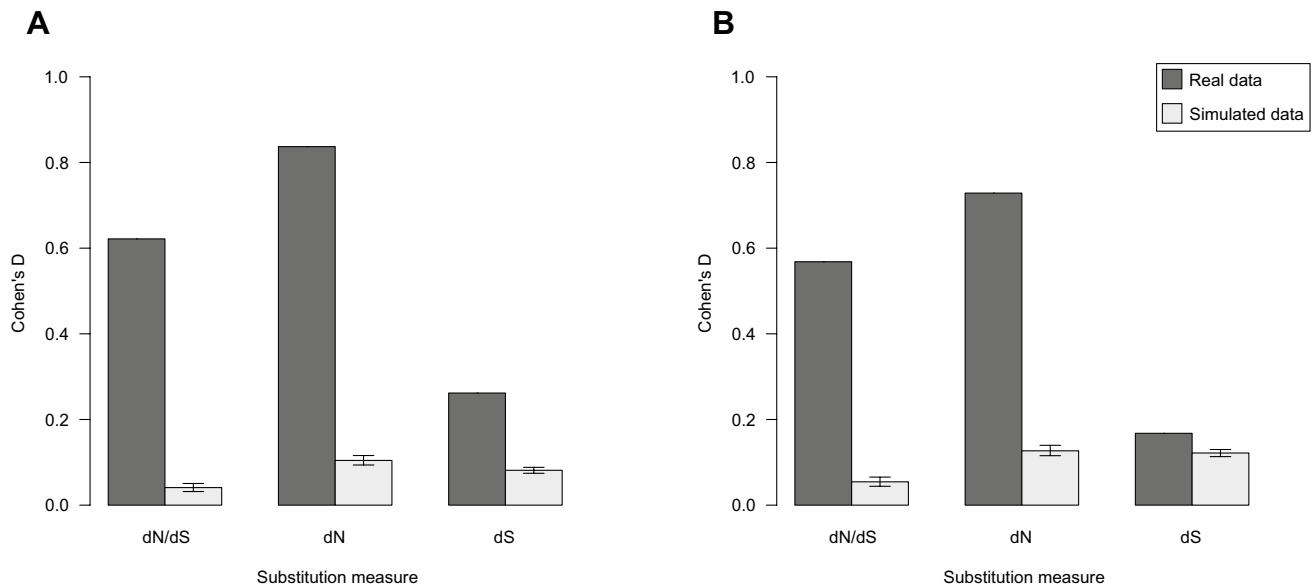 A
Cohen's D
1.0
0.8
0.6
0.4
0.2
0.0
dN/dS dN dS
Substitution measure
B
Cohen's D
1.0
0.8
0.6
0.4
0.2
0.0
dN/dS dN dS
Substitution measure
Real data
Simulated data